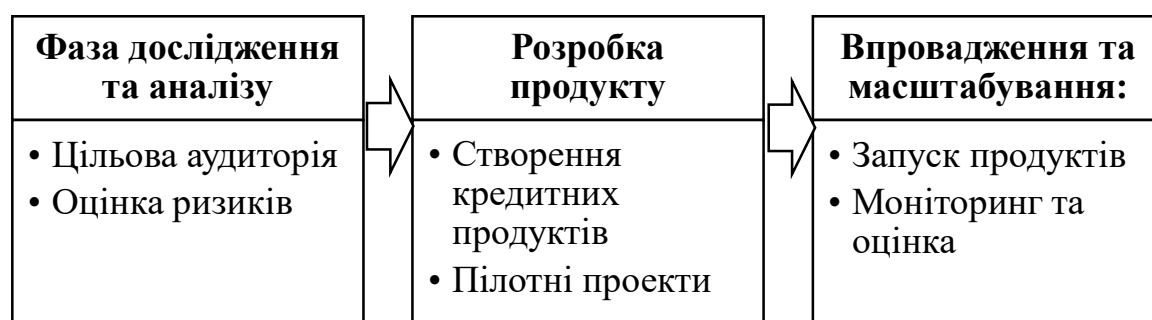 Фаза дослідження
та аналізу
• Цільова аудиторія
• Оцінка ризиків
Розробка
продукту
• Створення
кредитних
продуктів
• Пілотні проекти
Впровадження та
масштабування:
• Запуск продуктів
• Моніторинг та
оцінка